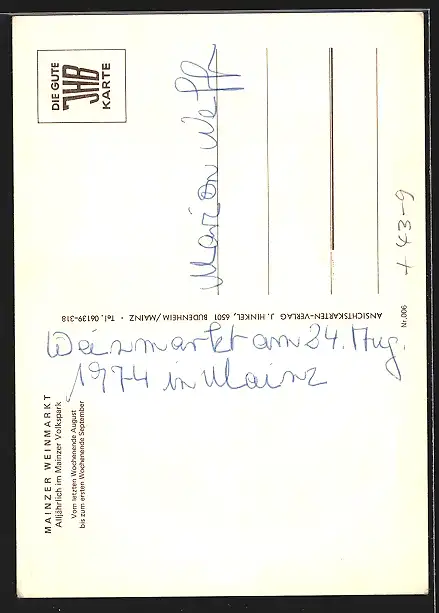 DIE GUTE
JHB
KARTE
Marion Neff
+ 43-9
Nr. 006
ANSICHTSKARTEN-VERLAG J. HINKEL, 6501 BUDENHEIM/MAINZ · Tel. 06139-318
Weinmarkt am 24. Aug.
1974 in Mainz
MAINZER WEINMARKT
Alljährlich im Mainzer Volkspark
Vom letzten Wochenende August
bis zum ersten Wochenende September